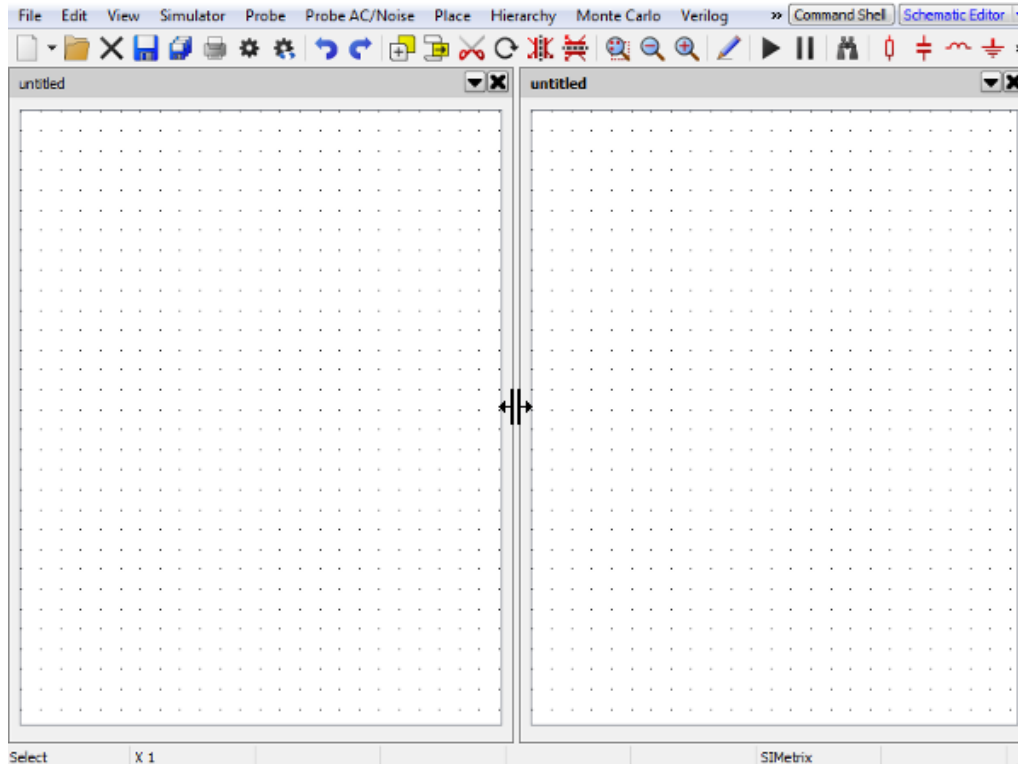 File Edit View Simulator Probe Probe AC/Noise Place Hierarchy Monte Carlo Verilog » Command Shell Schematic Editor
untitled untitled
Select X 1 SIMetrix